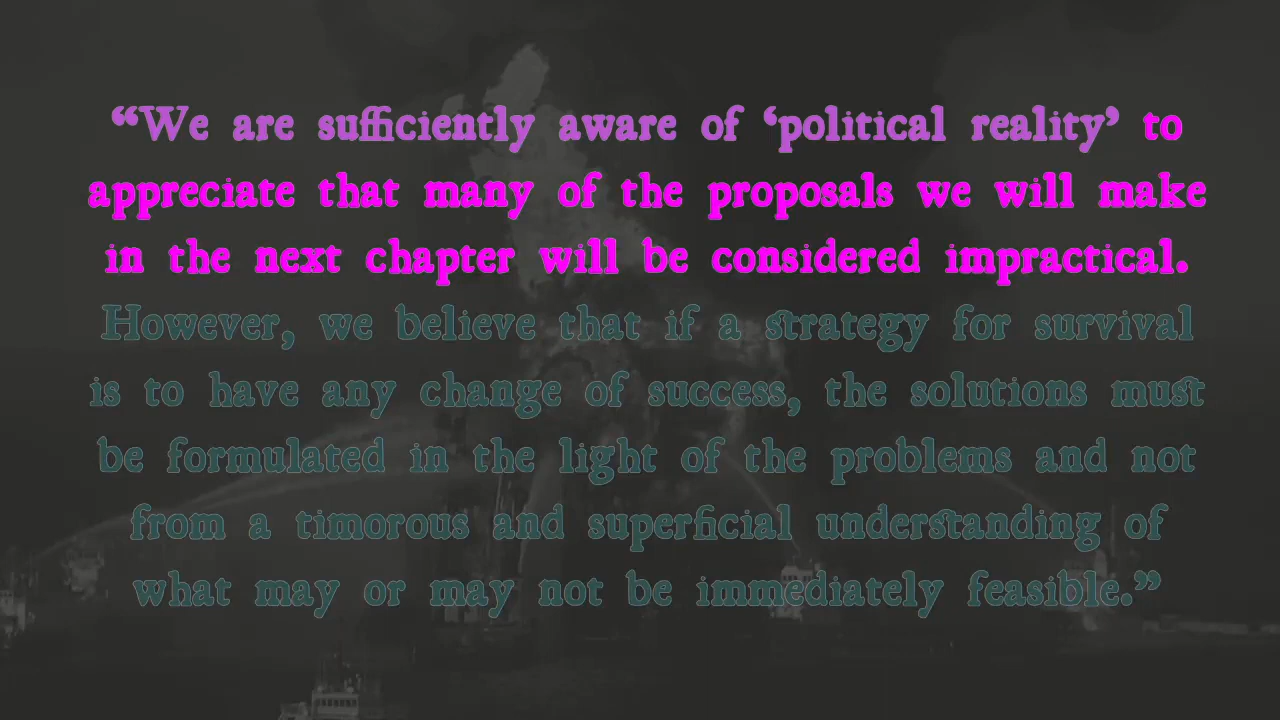 “We are sufficiently aware of ‘political reality’ to
appreciate that many of the proposals we will make
in the next chapter will be considered impractical.
However, we believe that if a strategy for survival
is to have any change of success, the solutions must
be formulated in the light of the problems and not
from a timorous and superficial understanding of
what may or may not be immediately feasible.”